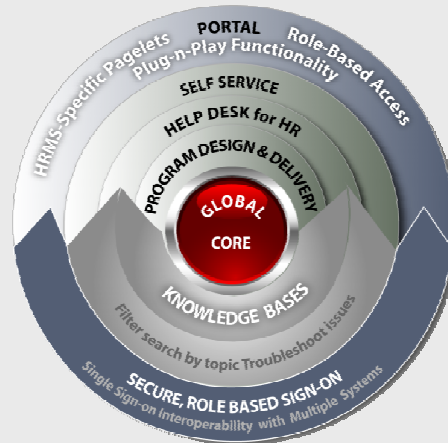 PORTAL
HRMS-Specific Pagelets
Plug-n-Play Functionality
Role-Based Access
SELF SERVICE
HELP DESK for HR
PROGRAM DESIGN & DELIVERY
GLOBAL
CORE
KNOWLEDGE BASES
Filter search by topic Troubleshoot issues
SECURE, ROLE BASED SIGN-ON
Single Sign-on Interoperability with Multiple Systems